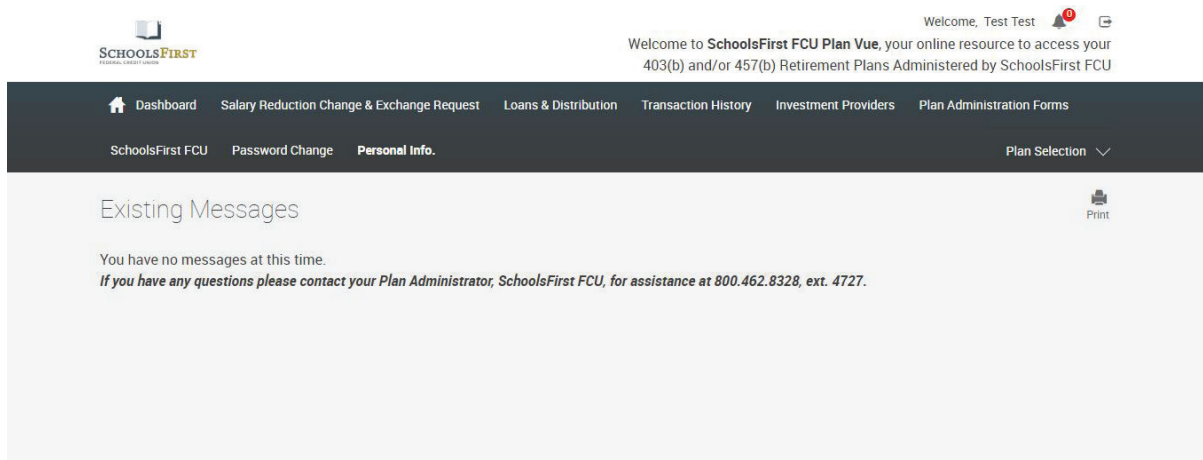 Welcome, Test Test 0
SCHOOLSFIRST
FEDERAL CREDIT UNION
Welcome to SchoolsFirst FCU Plan Vue, your online resource to access your
403(b) and/or 457(b) Retirement Plans Administered by SchoolsFirst FCU
Dashboard Salary Reduction Change & Exchange Request Loans & Distribution Transaction History Investment Providers Plan Administration Forms
SchoolsFirst FCU Password Change Personal Info. Plan Selection
Existing Messages
Print
You have no messages at this time.
If you have any questions please contact your Plan Administrator, SchoolsFirst FCU, for assistance at 800.462.8328, ext. 4727.